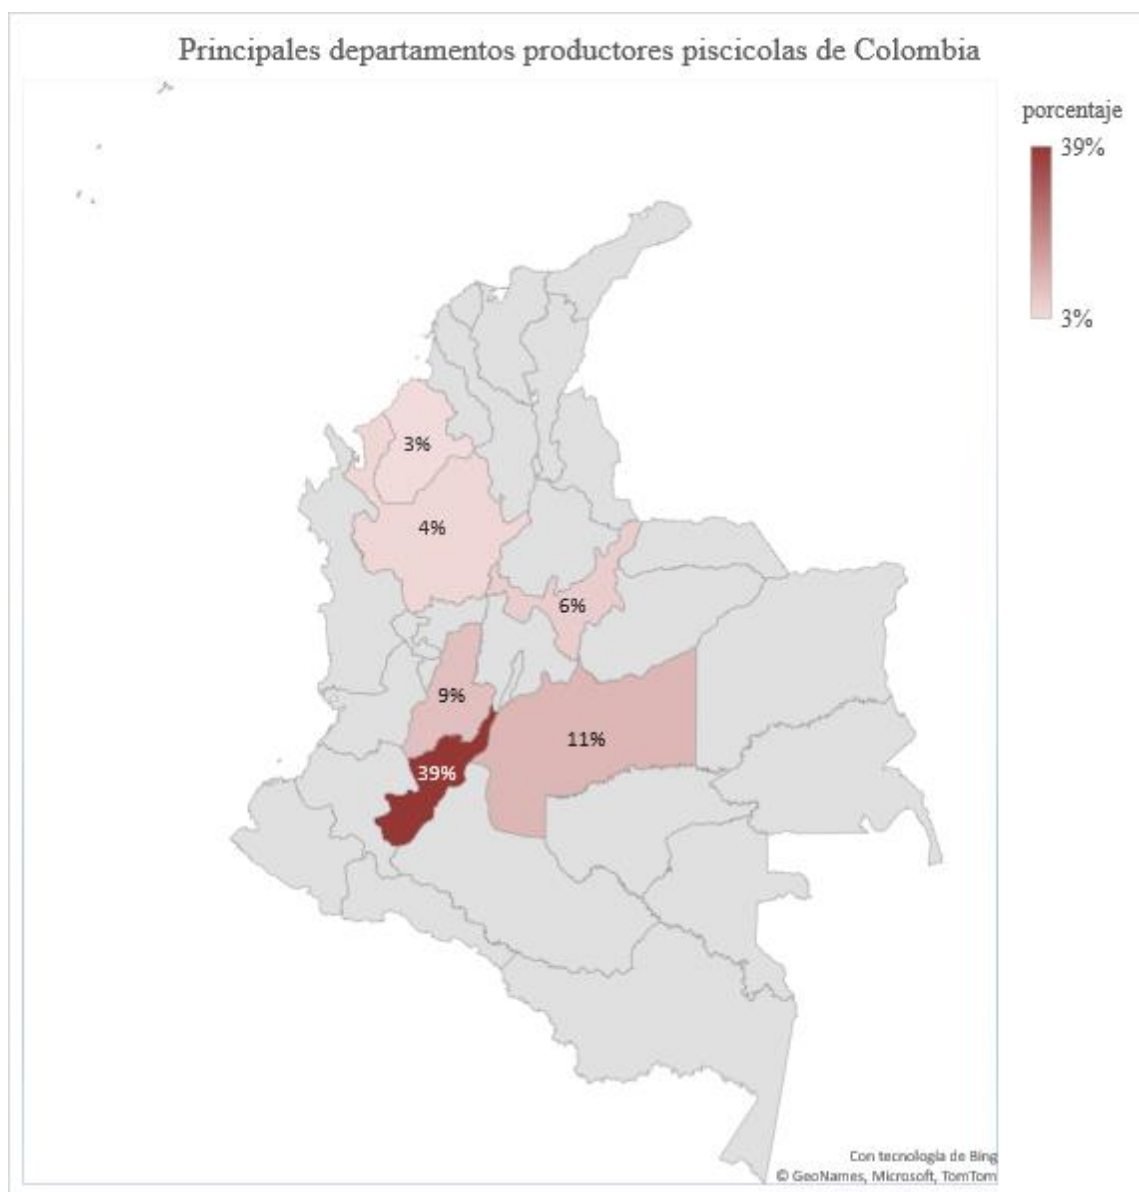 Principales departamentos productores piscicolas de Colombia
porcentaje
39%
3%
3%
4%
6%
9%
11%
39%
Con tecnología de Bing
© GeoNames, Microsoft, TomTom